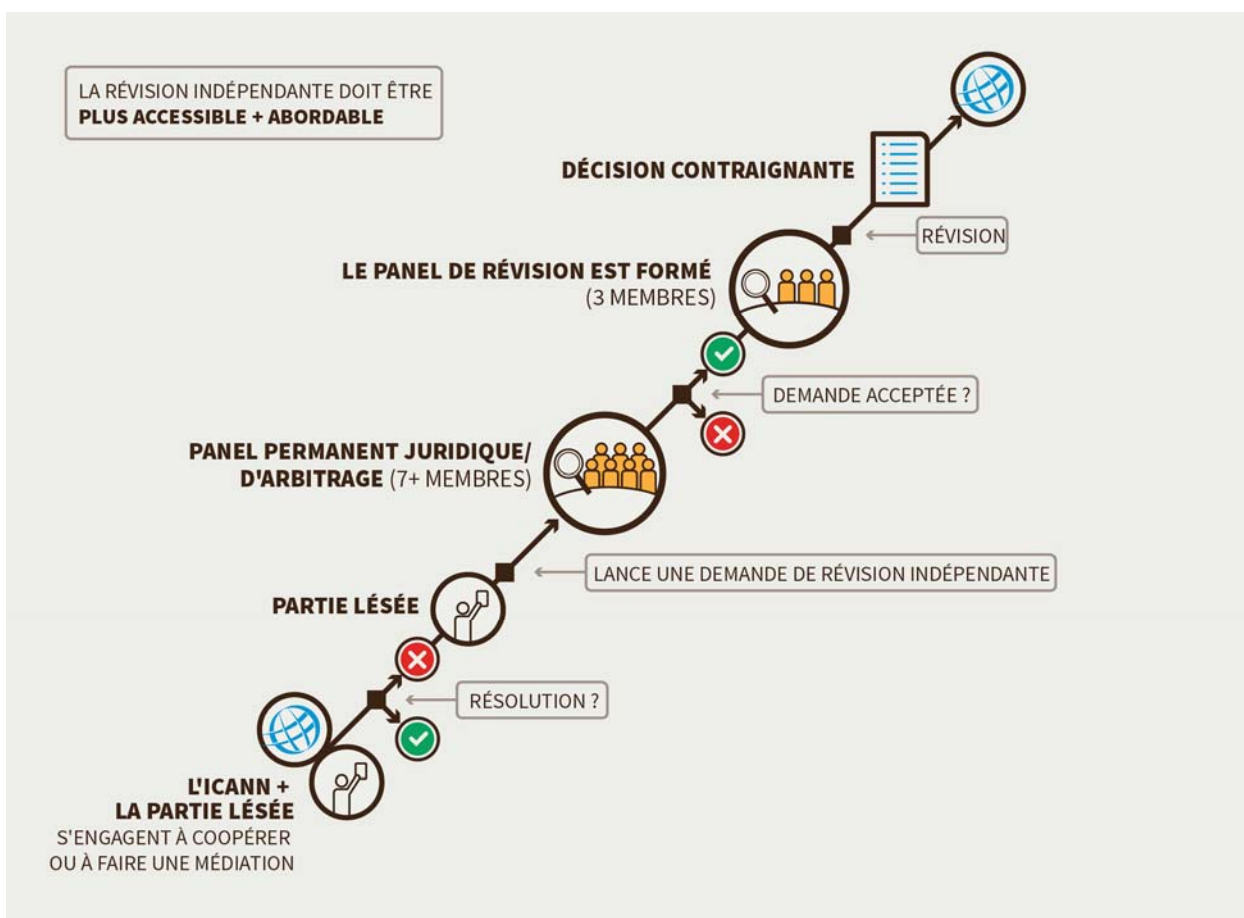 LA RÉVISION INDÉPENDANTE DOIT ÊTRE
PLUS ACCESSIBLE + ABORDABLE
DÉCISION CONTRAIGNANTE
RÉVISION
LE PANEL DE RÉVISION EST FORMÉ
(3 MEMBRES)
DEMANDE ACCEPTÉE ?
PANEL PERMANENT JURIDIQUE/
D'ARBITRAGE (7+ MEMBRES)
LANCE UNE DEMANDE DE RÉVISION INDÉPENDANTE
PARTIE LÉSÉE
RÉSOLUTION ?
L'ICANN +
LA PARTIE LÉSÉE
S'ENGAGENT À COOPÉRER
OU À FAIRE UNE MÉDIATION